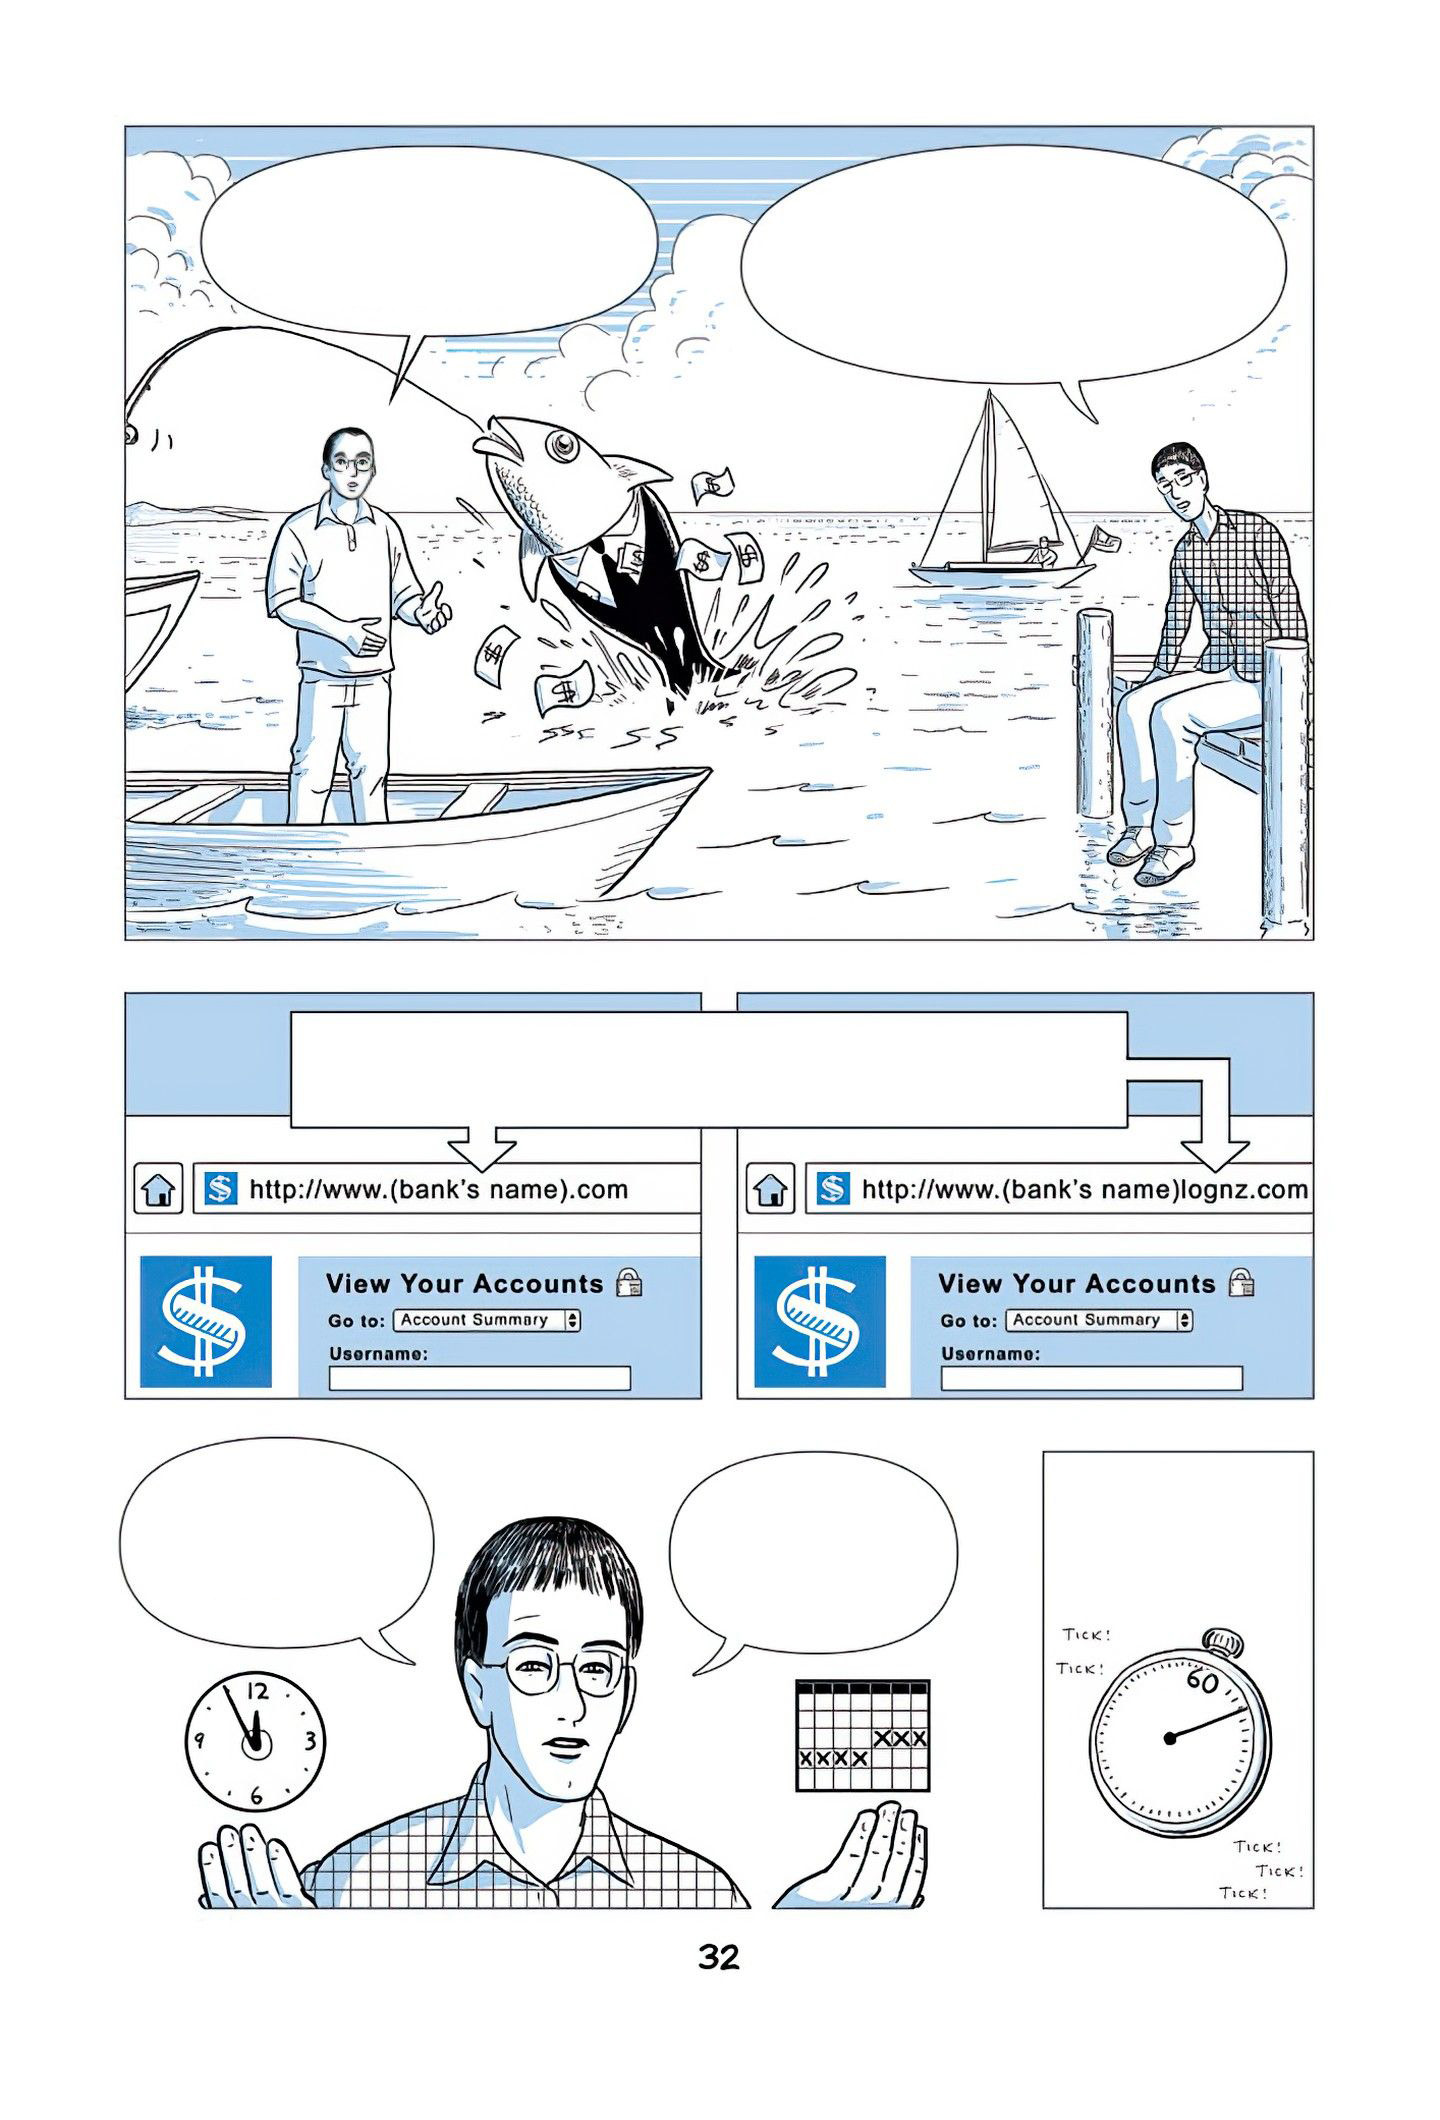 $
$
$
$
$
$
http://www.(bank's name).com
View Your Accounts
Go to: Account Summary
Username:
$
http://www.(bank's name)lognz.com
View Your Accounts
Go to: Account Summary
Username:
12
9 3
6
X X X
X X X X
TICK!
TICK!
60
TICK!
TICK!
TICK!
32